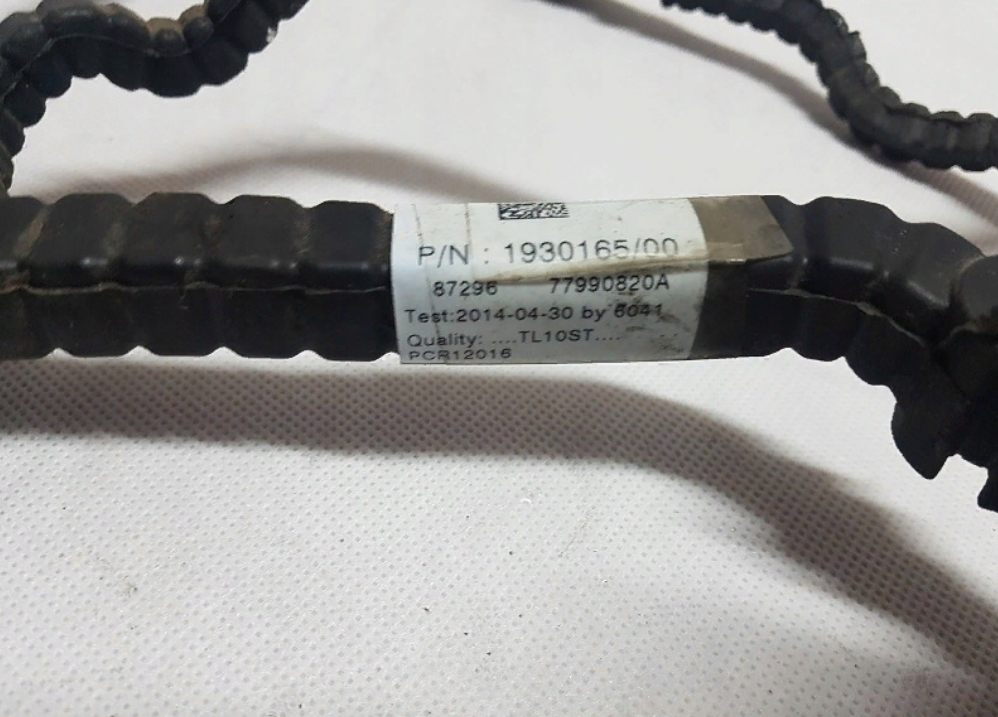 P/N : 1930165/00
87296 77990820A
Test:2014-04-30 by 6041
Quality: ....TL10ST....
PCR12016